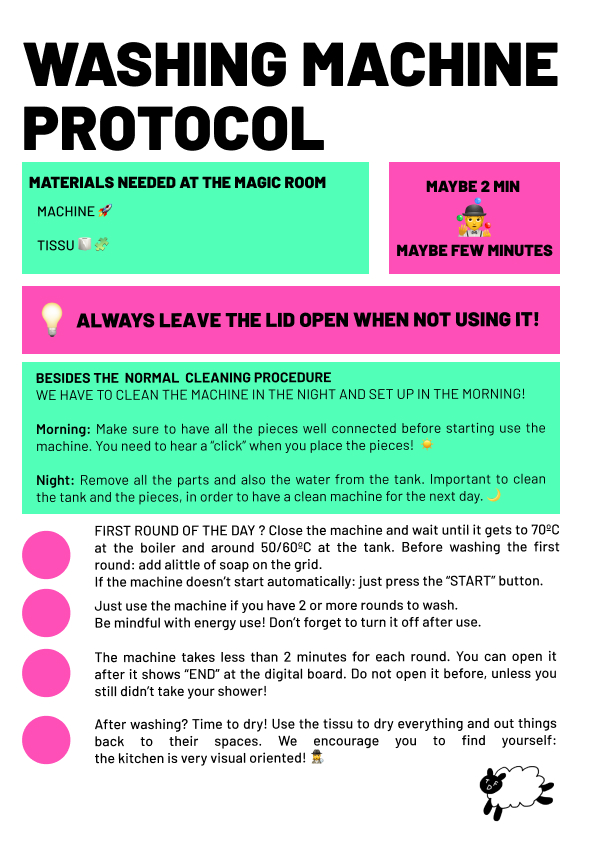 WASHING MACHINE
PROTOCOL
MATERIALS NEEDED AT THE MAGIC ROOM
MACHINE 🚀
TISSU 🧻 🧩
MAYBE 2 MIN
MAYBE FEW MINUTES
ALWAYS LEAVE THE LID OPEN WHEN NOT USING IT!
BESIDES THE NORMAL CLEANING PROCEDURE
WE HAVE TO CLEAN THE MACHINE IN THE NIGHT AND SET UP IN THE MORNING!
Morning: Make sure to have all the pieces well connected before starting use the
machine. You need to hear a “click” when you place the pieces!
Night: Remove all the parts and also the water from the tank. Important to clean
the tank and the pieces, in order to have a clean machine for the next day. 🌙
FIRST ROUND OF THE DAY ? Close the machine and wait until it gets to 70ºC
at the boiler and around 50/60ºC at the tank. Before washing the first
round: add alittle of soap on the grid.
If the machine doesn’t start automatically: just press the “START” button.
Just use the machine if you have 2 or more rounds to wash.
Be mindful with energy use! Don’t forget to turn it off after use.
The machine takes less than 2 minutes for each round. You can open it
after it shows “END” at the digital board. Do not open it before, unless you
still didn’t take your shower!
After washing? Time to dry! Use the tissu to dry everything and out things
back to their spaces. We encourage you to find yourself:
the kitchen is very visual oriented!